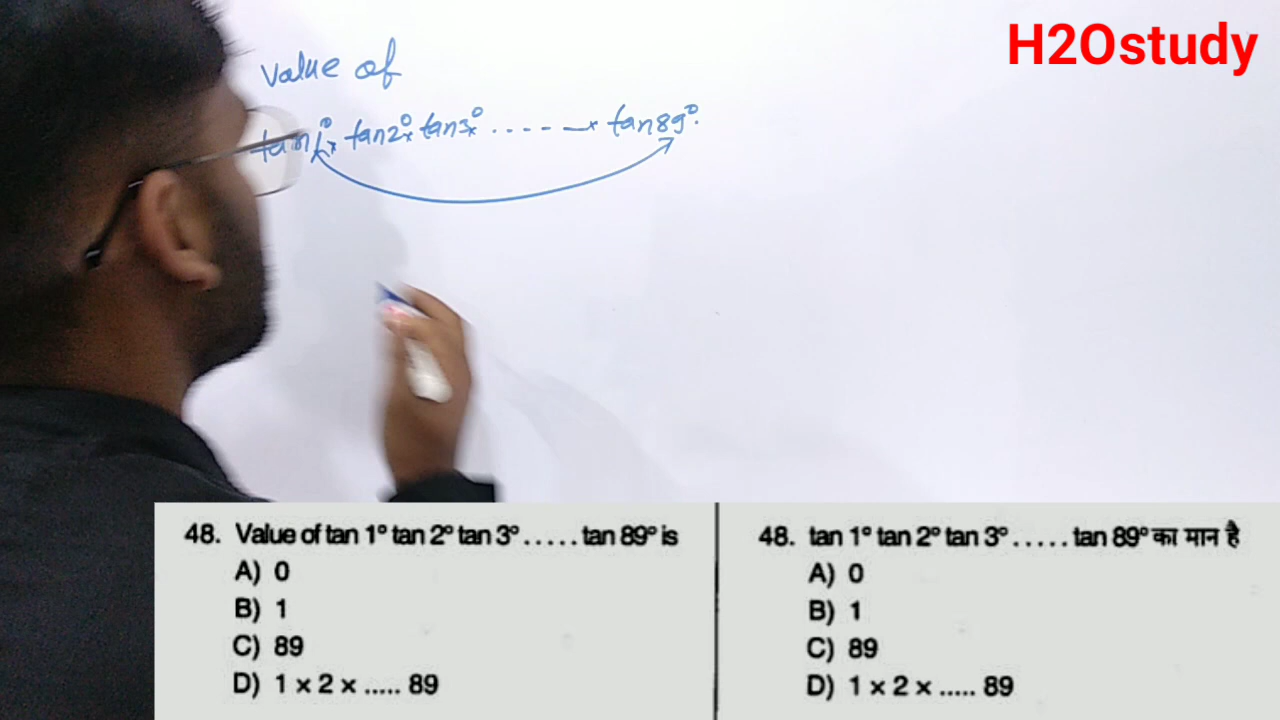 H2Ostudy
Value of
tan1°× tan2°× tan3°× ------× tan89°.
48. Value of tan 1° tan 2° tan 3° ..... tan 89° is
A) 0
B) 1
C) 89
D) 1 × 2 × ..... 89
48. tan 1° tan 2° tan 3° ..... tan 89° का मान है
A) 0
B) 1
C) 89
D) 1 × 2 × ..... 89